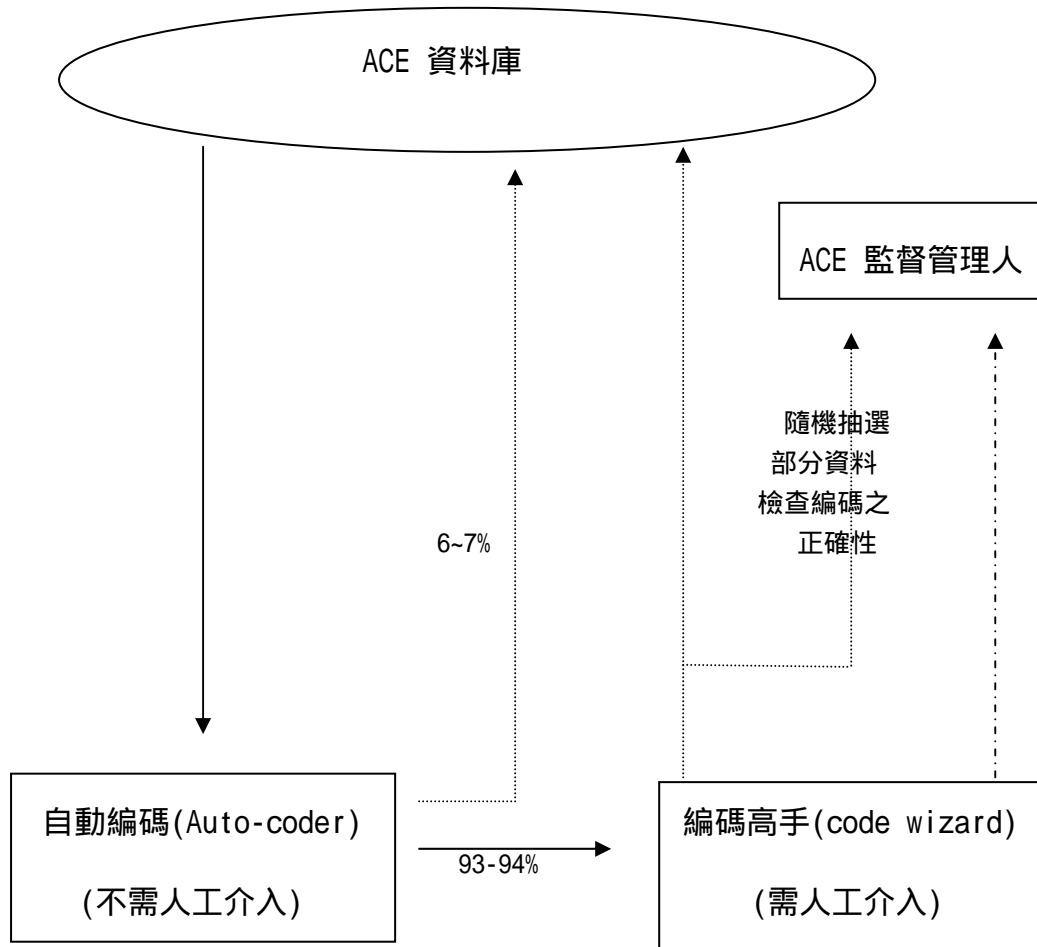 ACE 資料庫
ACE 監督管理人
隨機抽選
部分資料
檢查編碼之
正確性
6~7%
自動編碼(Auto-coder)
(不需人工介入)
93-94%
編碼高手(code wizard)
(需人工介入)